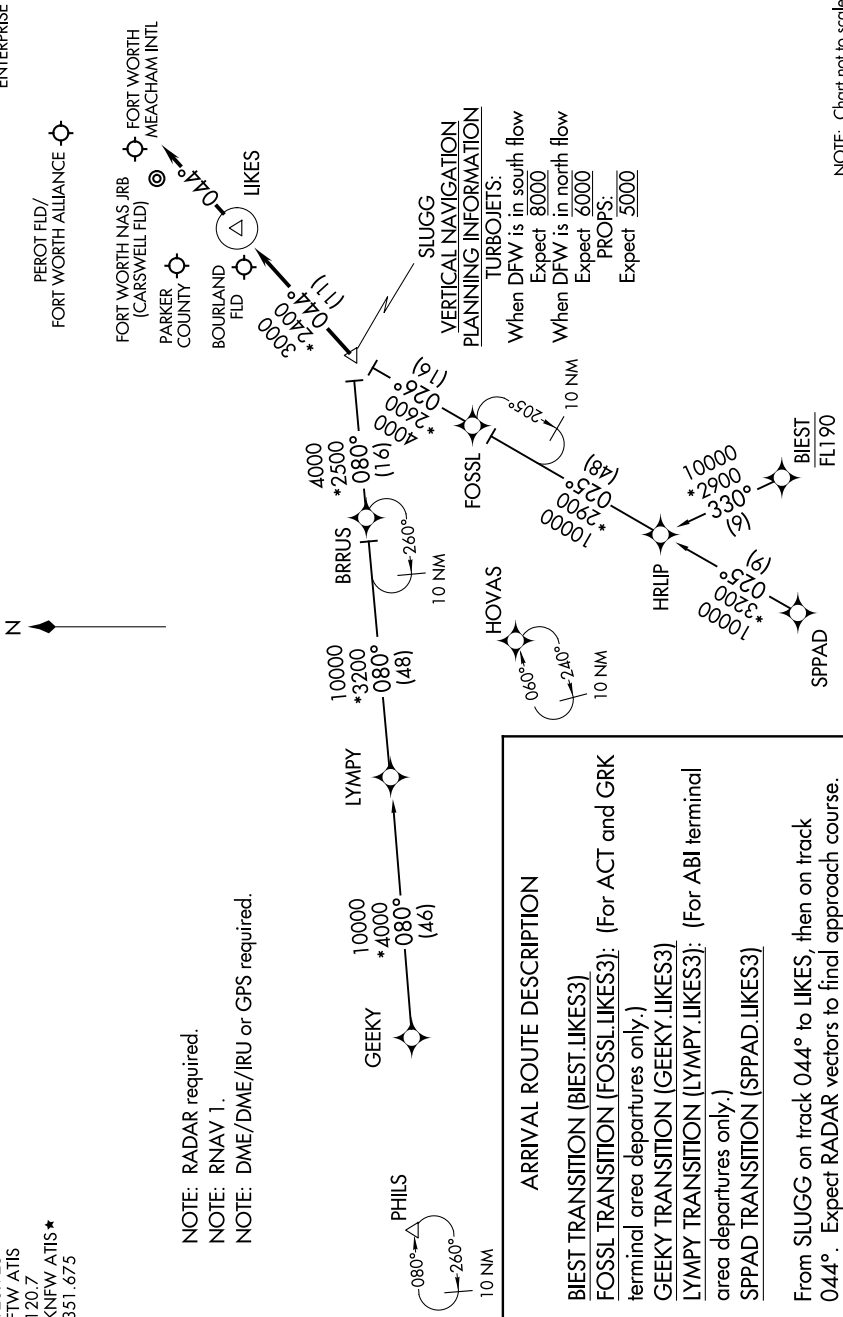 ENTERPRISE
FTW ATIS
120.7
KNFW ATIS★
351.675
N
PEROT FLD/
FORT WORTH ALLIANCE
FORT WORTH NAS JRB
(CARSWELL FLD)
FORT WORTH
MEACHAM INTL
PARKER
COUNTY
BOURLAND
FLD
044°
LIKES
3000
*2400
044°
(11)
NOTE: RADAR required.
NOTE: RNAV 1.
NOTE: DME/DME/IRU or GPS required.
SLUGG
VERTICAL NAVIGATION
PLANNING INFORMATION
TURBOJETS:
When DFW is in south flow
Expect 8000
When DFW is in north flow
Expect 6000
PROPS:
Expect 5000
PHILS
080°
260°
10 NM
GEEKY
10000
*4000
080°
(46)
LYMPY
10000
*3200
080°
(48)
BRRUS
260°
10 NM
4000
*2500
080°
(16)
4000
*2600
026°
(16)
FOSSL
205°
10 NM
10000
*2900
025°
(48)
HOVAS
060°
240°
10 NM
HRLIP
10000
*3200
025°
(9)
SPPAD
10000
*2900
330°
(6)
BIEST
FL190
ARRIVAL ROUTE DESCRIPTION
BIEST TRANSITION (BIEST.LIKES3)
FOSSL TRANSITION (FOSSL.LIKES3): (For ACT and GRK
terminal area departures only.)
GEEKY TRANSITION (GEEKY.LIKES3)
LYMPY TRANSITION (LYMPY.LIKES3): (For ABI terminal
area departures only.)
SPPAD TRANSITION (SPPAD.LIKES3)
From SLUGG on track 044° to LIKES, then on track
044°. Expect RADAR vectors to final approach course.
NOTE: Chart not to scale